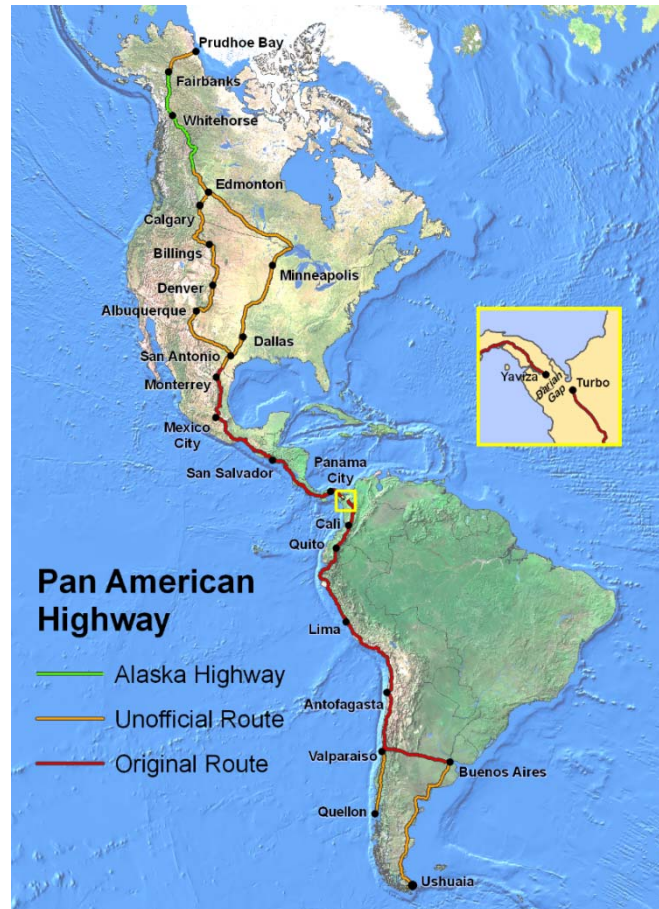 Prudhoe Bay
Fairbanks
Whitehorse
Edmonton
Calgary
Billings
Minneapolis
Denver
Albuquerque
Dallas
San Antonio
Monterrey
Yaviza
Darian
Gap
Turbo
Mexico
City
San Salvador
Panama
City
Cali
Quito
Pan American
Highway
Lima
Alaska Highway
Antofagasta
Unofficial Route
Valparaiso
Original Route
Buenos Aires
Quellon
Ushuaia